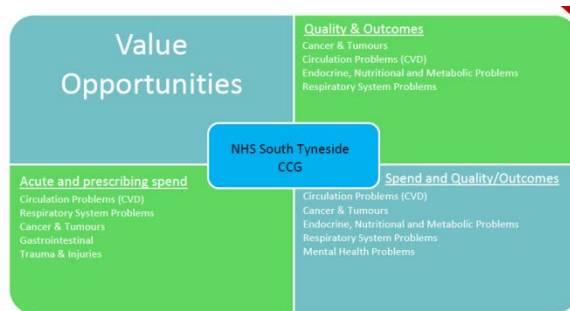 Value
Opportunities
Quality & Outcomes
Cancer & Tumours
Circulation Problems (CVD)
Endocrine, Nutritional and Metabolic Problems
Respiratory System Problems
NHS South Tyneside
CCG
Acute and prescribing spend
Circulation Problems (CVD)
Respiratory System Problems
Cancer & Tumours
Gastrointestinal
Trauma & Injuries
Spend and Quality/Outcomes
Circulation Problems (CVD)
Cancer & Tumours
Endocrine, Nutritional and Metabolic Problems
Respiratory System Problems
Mental Health Problems